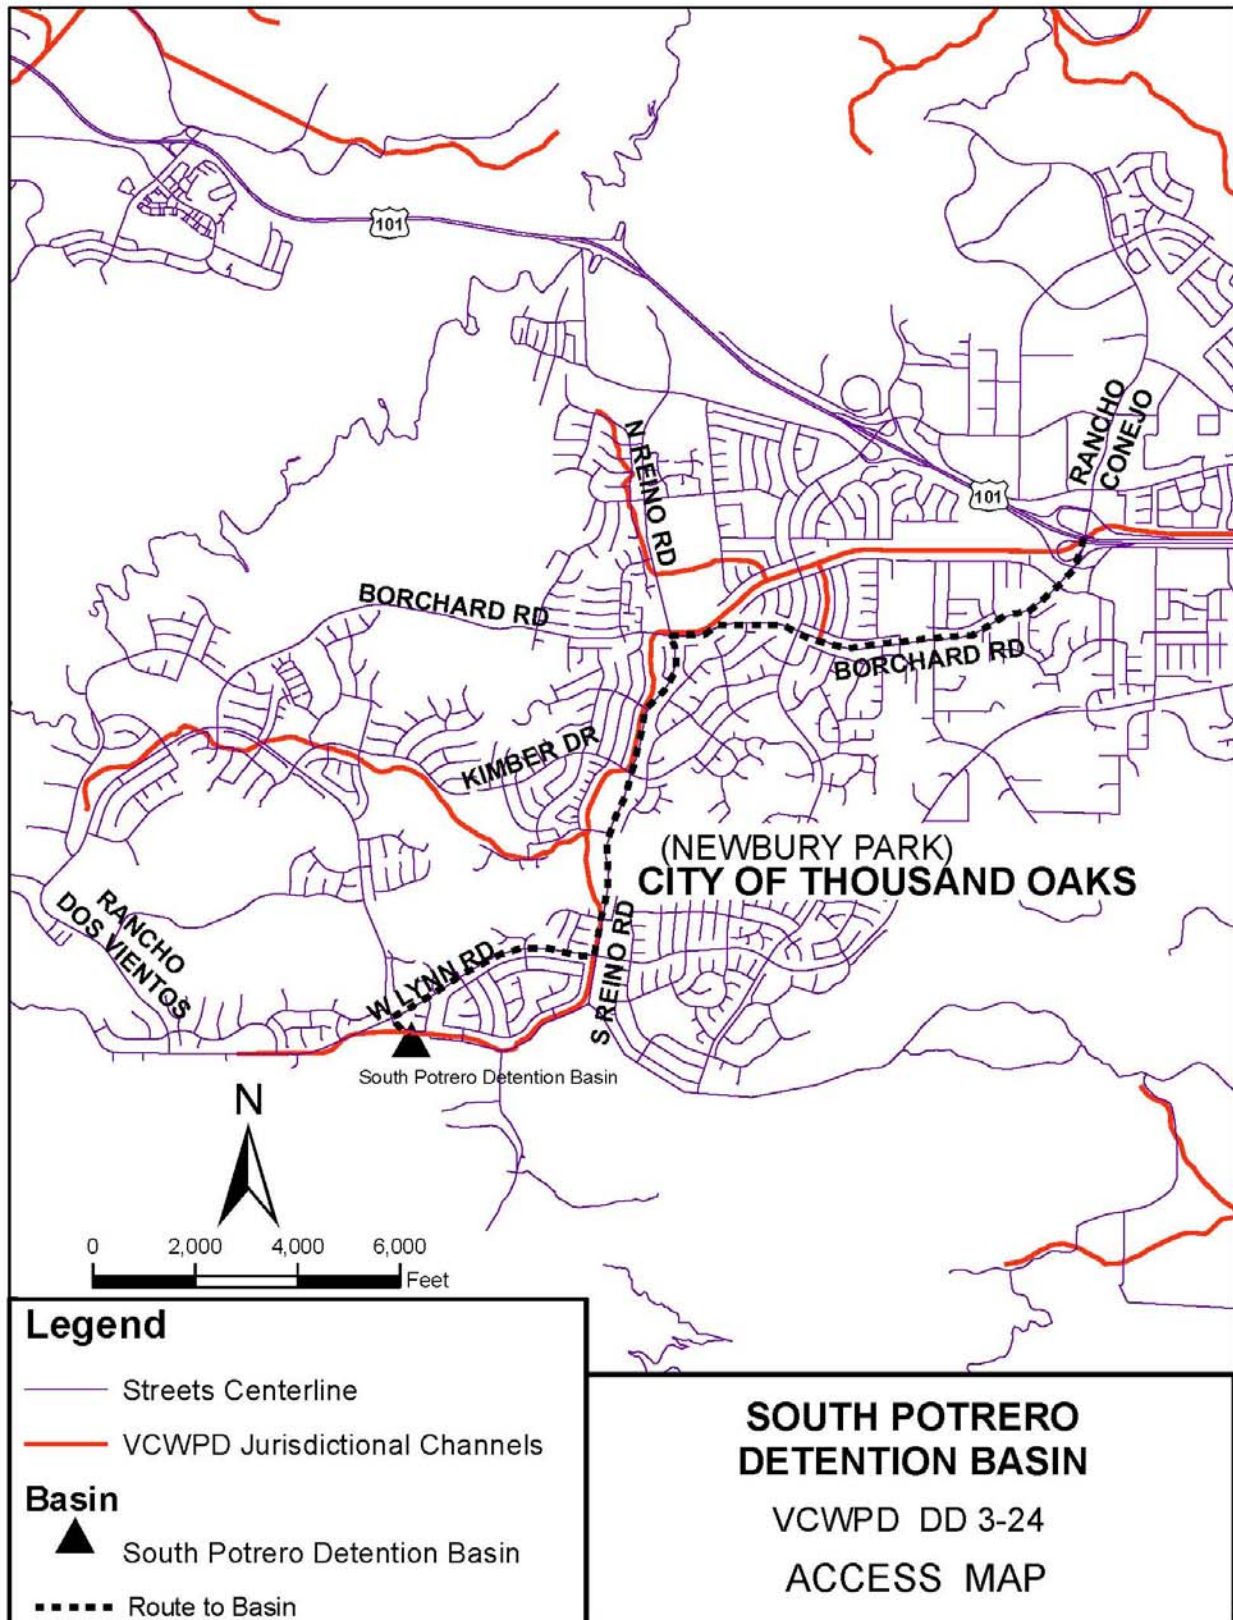 101
RANCHO
CONEJO
N REINO RD
101
BORCHARD RD
BORCHARD RD
KIMBER DR
(NEWBURY PARK)
CITY OF THOUSAND OAKS
RANCHO
DOS VIENTOS
W LYNN RD
S REINO RD
South Potrero Detention Basin
N
0 2,000 4,000 6,000
Feet
Legend
Streets Centerline
VCWPD Jurisdictional Channels
Basin
South Potrero Detention Basin
Route to Basin
SOUTH POTRERO
DETENTION BASIN
VCWPD DD 3-24
ACCESS MAP